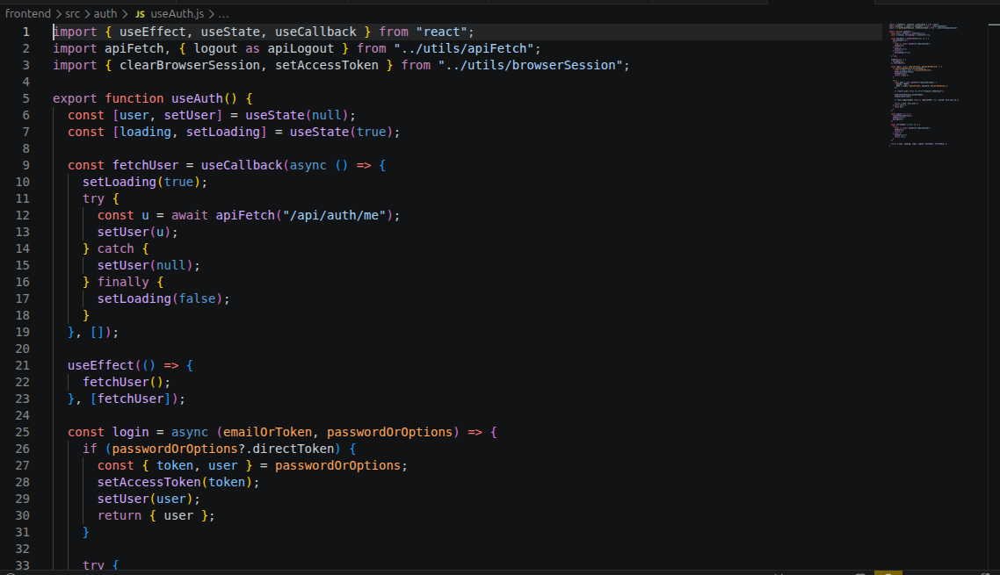 frontend > src > auth > JS useAuth.js > ...
1 import { useEffect, useState, useCallback } from "react";
2 import apiFetch, { logout as apiLogout } from "../utils/apiFetch";
3 import { clearBrowserSession, setAccessToken } from "../utils/browserSession";
4
5 export function useAuth() {
6   const [user, setUser] = useState(null);
7   const [loading, setLoading] = useState(true);
8
9   const fetchUser = useCallback(async () => {
10     setLoading(true);
11     try {
12       const u = await apiFetch("/api/auth/me");
13       setUser(u);
14     } catch {
15       setUser(null);
16     } finally {
17       setLoading(false);
18     }
19   }, []);
20
21   useEffect(() => {
22     fetchUser();
23   }, [fetchUser]);
24
25   const login = async (emailOrToken, passwordOrOptions) => {
26     if (passwordOrOptions?.directToken) {
27       const { token, user } = passwordOrOptions;
28       setAccessToken(token);
29       setUser(user);
30       return { user };
31     }
32
33     try {